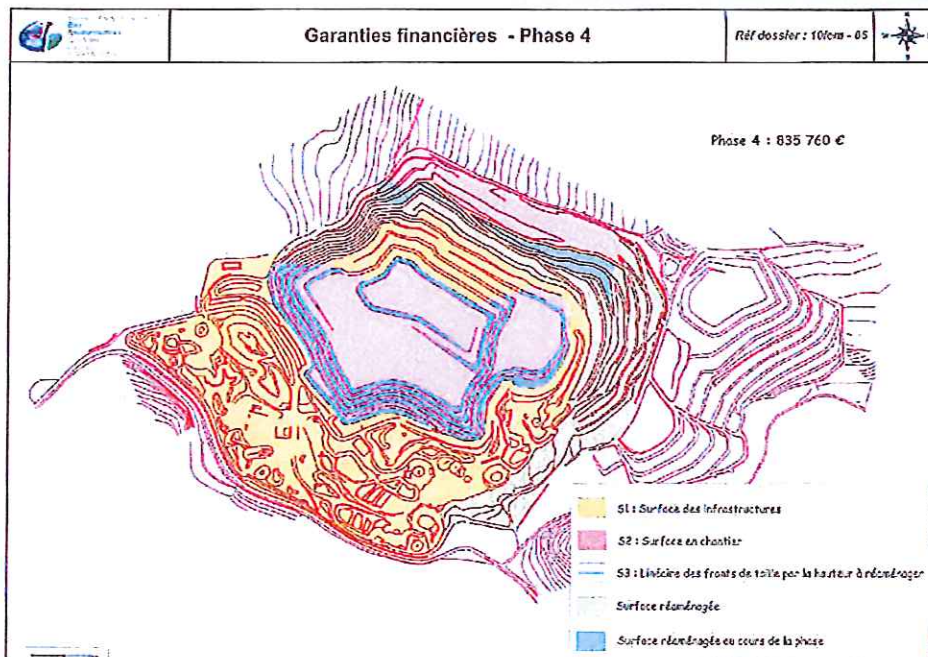 Garanties financières - Phase 4
Réf dossier : 10/cm - 05
Phase 4 : 835 760 €
S1 : Surface des infrastructures
S2 : Surface en chantier
S3 : Linéaire des fronts de taille par la hauteur à réaménager
Surface réaménagée
Surface réaménagée au cours de la phase